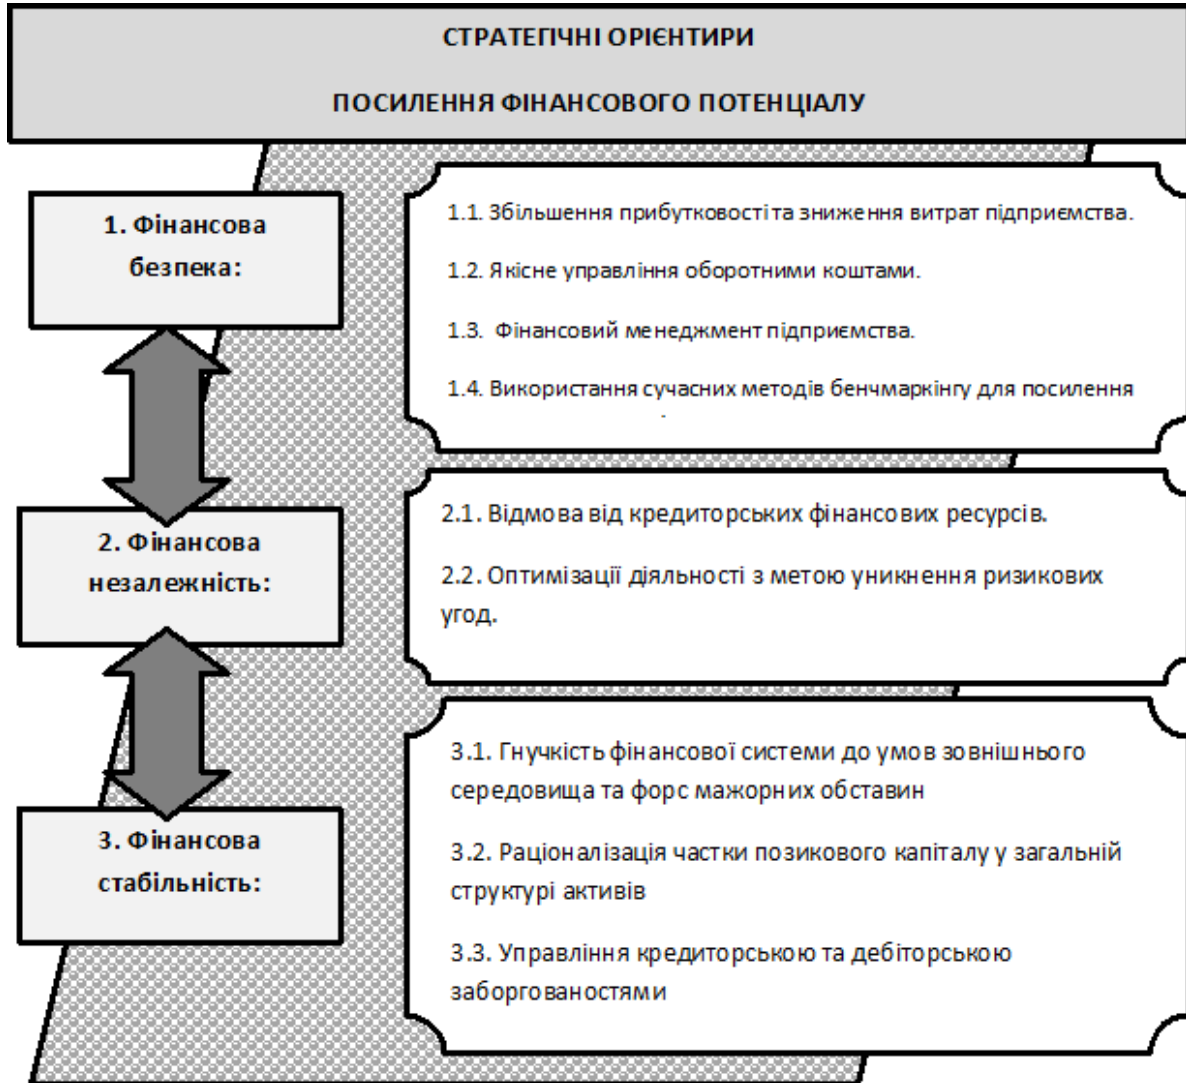 СТРАТЕГІЧНІ ОРІЄНТИРИ
ПОСИЛЕННЯ ФІНАНСОВОГО ПОТЕНЦІАЛУ
1. Фінансова
безпека:
1.1. Збільшення прибутковості та зниження витрат підприємства.
1.2. Якісне управління оборотними коштами.
1.3. Фінансовий менеджмент підприємства.
1.4. Використання сучасних методів бенчмаркінгу для посилення
2. Фінансова
незалежність:
2.1. Відмова від кредиторських фінансових ресурсів.
2.2. Оптимізації діяльності з метою уникнення ризикових
угод.
3. Фінансова
стабільність:
3.1. Гнучкість фінансової системи до умов зовнішнього
середовища та форс мажорних обставин
3.2. Раціоналізація частки позикового капіталу у загальній
структурі активів
3.3. Управління кредиторською та дебіторською
заборгованостями